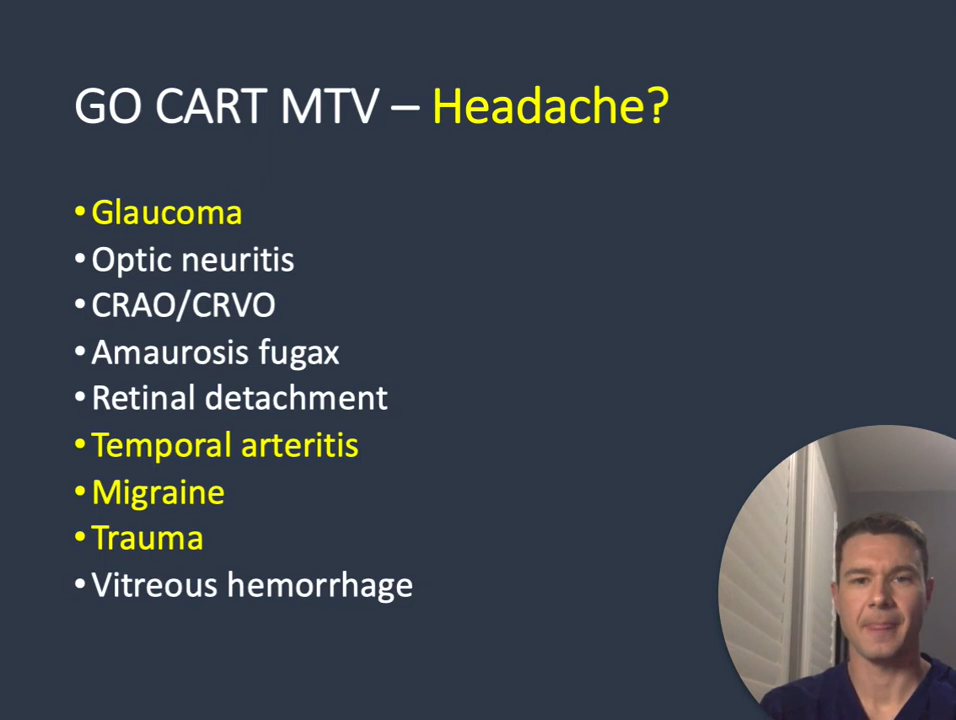 GO CART MTV – Headache?
• Glaucoma
• Optic neuritis
• CRAO/CRVO
• Amaurosis fugax
• Retinal detachment
• Temporal arteritis
• Migraine
• Trauma
• Vitreous hemorrhage